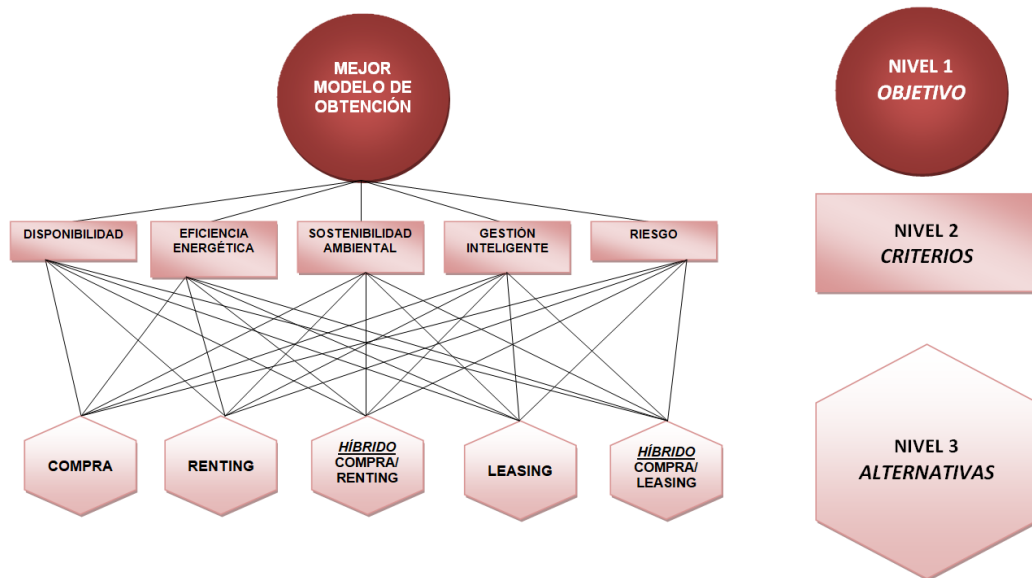 MEJOR
MODELO DE
OBTENCIÓN
NIVEL 1
OBJETIVO
DISPONIBILIDAD
EFICIENCIA
ENERGÉTICA
SOSTENIBILIDAD
AMBIENTAL
GESTIÓN
INTELIGENTE
RIESGO
NIVEL 2
CRITERIOS
COMPRA
RENTING
HÍBRIDO
COMPRA/
RENTING
LEASING
HÍBRIDO
COMPRA/
LEASING
NIVEL 3
ALTERNATIVAS